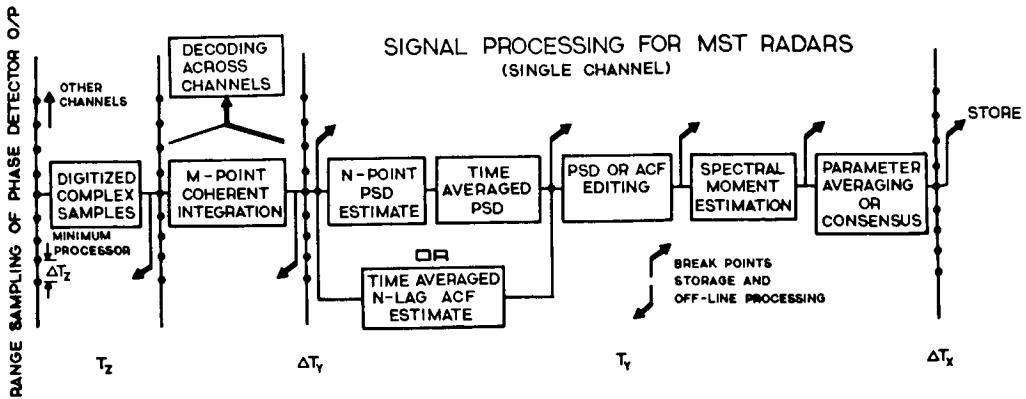 RANGE SAMPLING OF PHASE DETECTOR O/P
SIGNAL PROCESSING FOR MST RADARS
(SINGLE CHANNEL)
DECODING
ACROSS
CHANNELS
OTHER
CHANNELS
STORE
DIGITIZED
COMPLEX
SAMPLES
M-POINT
COHERENT
INTEGRATION
N-POINT
PSD
ESTIMATE
TIME
AVERAGED
PSD
PSD OR ACF
EDITING
SPECTRAL
MOMENT
ESTIMATION
PARAMETER
AVERAGING
OR
CONSENSUS
MINIMUM
PROCESSOR
ΔT_Z
OR
TIME AVERAGED
N-LAG ACF
ESTIMATE
BREAK POINTS
STORAGE AND
OFF-LINE PROCESSING
T_Z
ΔT_Y
T_Y
ΔT_X